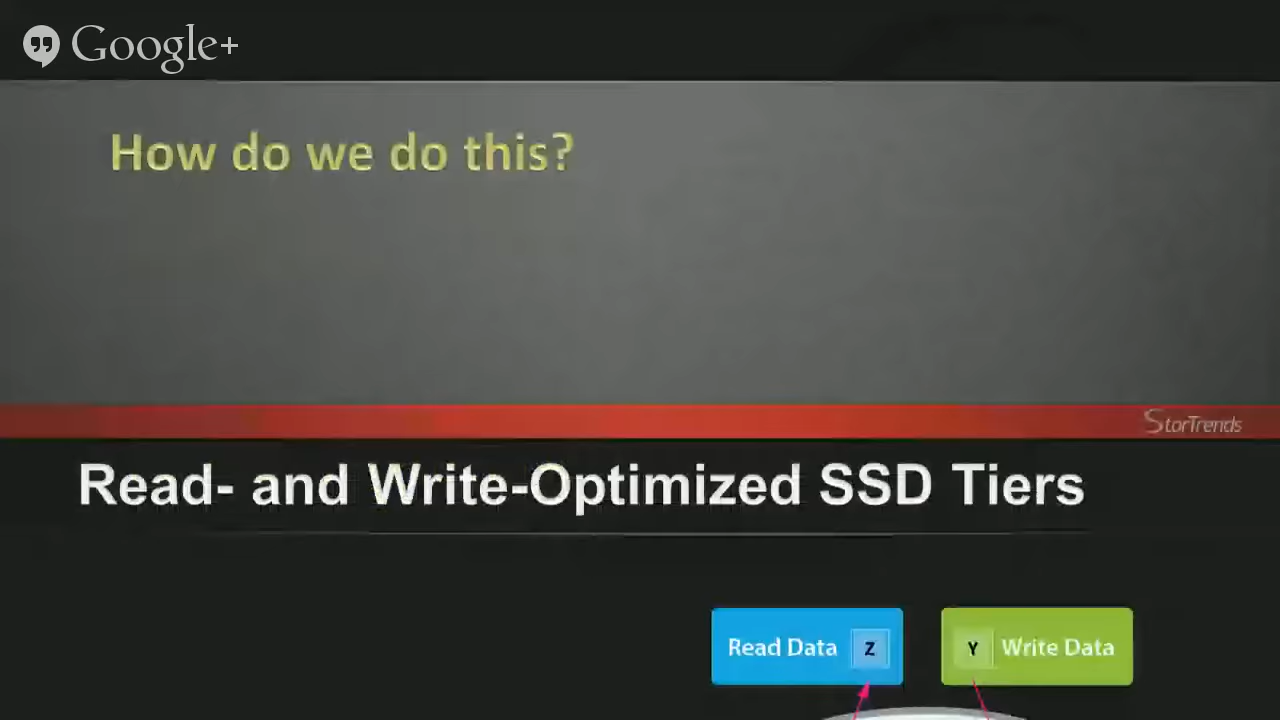 Google+
How do we do this?
StorTrends
Read- and Write-Optimized SSD Tiers
Read Data Z
Y Write Data